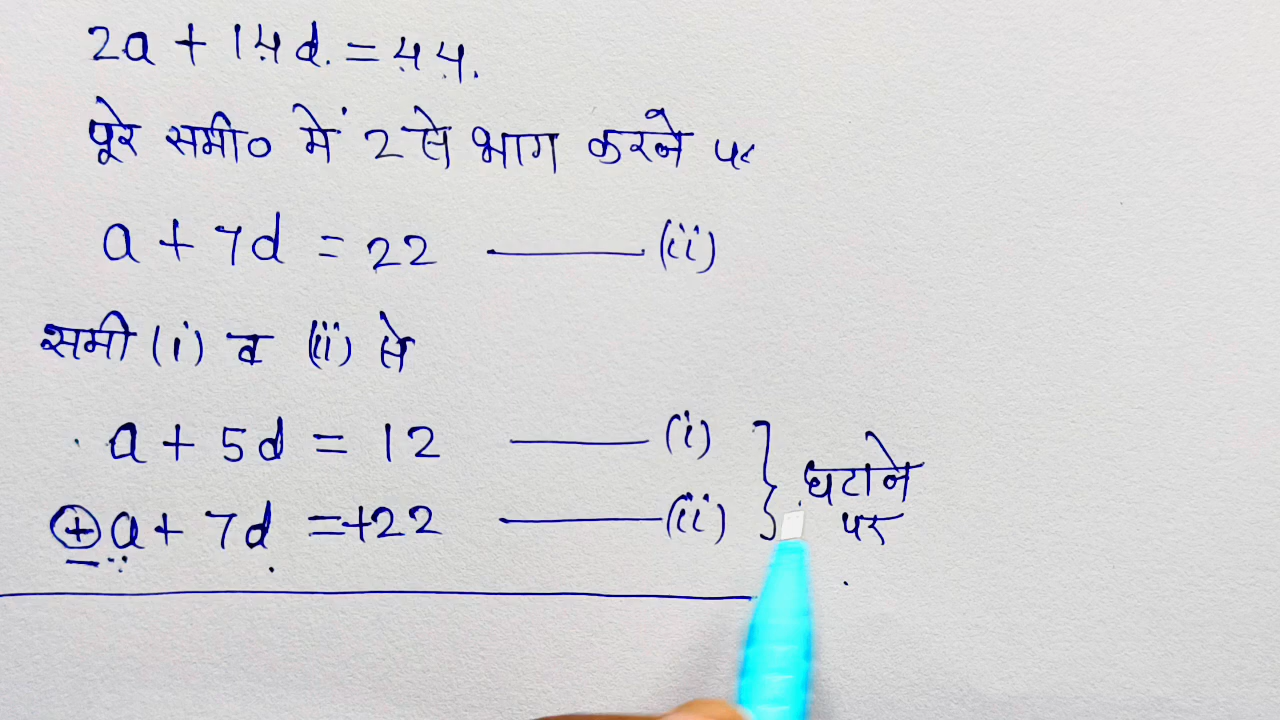 2a + 14d = 44.
पूरे समी० में 2 से भाग करने पर
a + 7d = 22 ——— (ii)
समी (i) व (ii) से
a + 5d = 12 ——— (i)
⊕a + 7d = +22 ——— (ii) } घटाने
पर